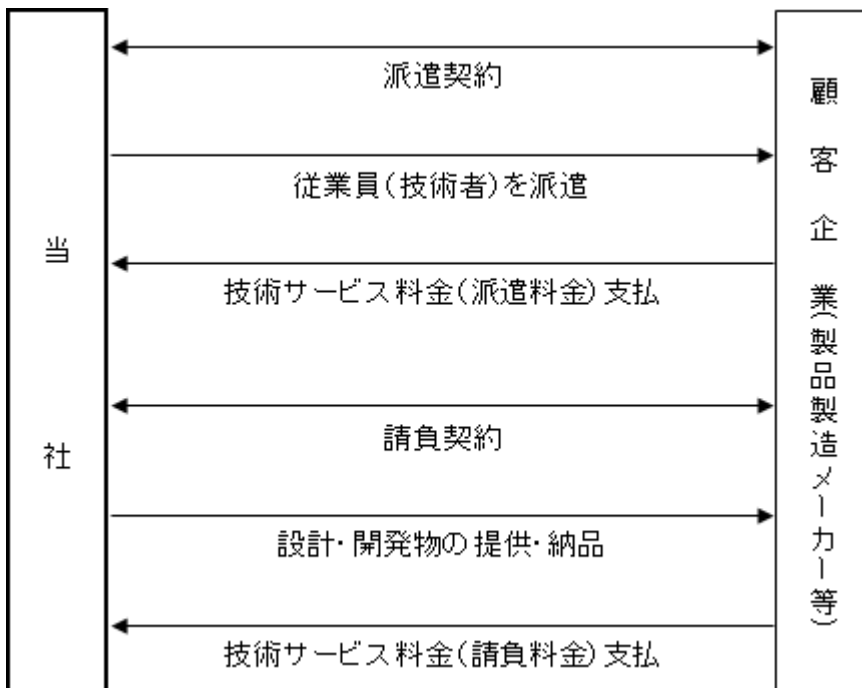 当社
派遣契約
従業員(技術者)を派遣
技術サービス料金(派遣料金)支払
請負契約
設計・開発物の提供・納品
技術サービス料金(請負料金)支払
顧客企業(製品製造メーカー等)